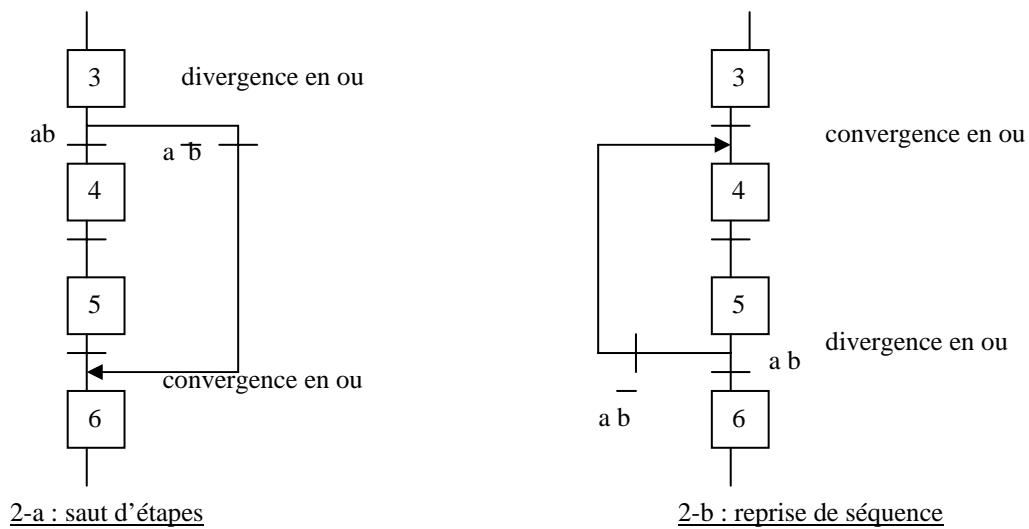 3
divergence en ou
ab
a b̅
4
5
convergence en ou
6
2-a : saut d’étapes
3
convergence en ou
4
5
divergence en ou
a b
a b̅
6
2-b : reprise de séquence